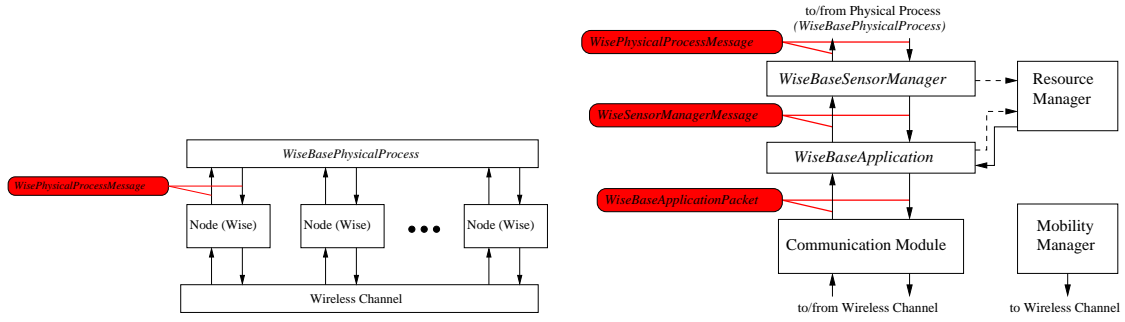 WiseBasePhysicalProcess
WisePhysicalProcessMessage
Node (Wise)
Node (Wise)
Node (Wise)
Wireless Channel
to/from Physical Process
(WiseBasePhysicalProcess)
WisePhysicalProcessMessage
WiseBaseSensorManager
Resource
Manager
WiseSensorManagerMessage
WiseBaseApplication
WiseBaseApplicationPacket
Communication Module
Mobility
Manager
to/from Wireless Channel
to Wireless Channel